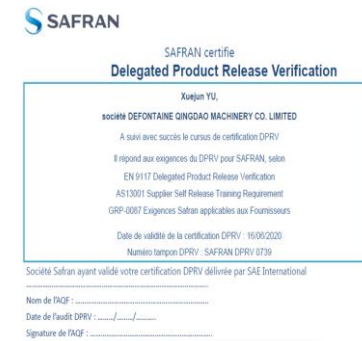 SAFRAN
SAFRAN certifie
Delegated Product Release Verification
Xuejun YU,
société DEFONTAINE QINGDAO MACHINERY CO. LIMITED
A suivi avec succès le cursus de certification DPRV
Il répond aux exigences du DPRV pour SAFRAN, selon
EN 9117 Delegated Product Release Verification
AS13001 Supplier Self Release Training Requirement
GRP-0087 Exigences Safran applicables aux Fournisseurs
Date de validité de la certification DPRV : 16/06/2020
Numéro tampon DPRV : SAFRAN DPRV 0739
Société Safran ayant validé votre certification DPRV délivrée par SAE International
Nom de l'AQF :
Date de l'audit DPRV : ......../......../...........
Signature de l'AQF :